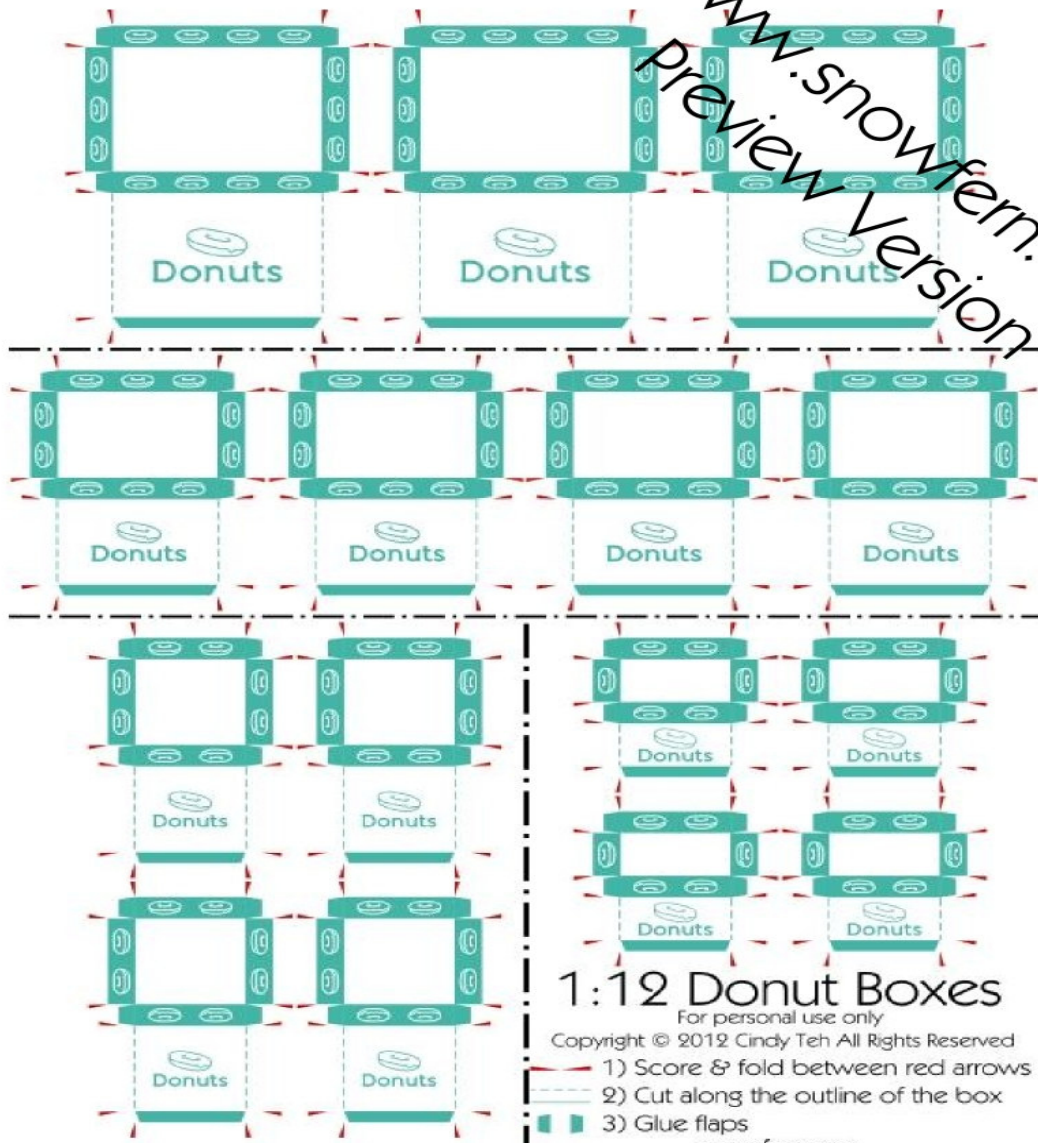 www.snowfern.
Preview Version
Donuts Donuts Donuts
Donuts Donuts Donuts Donuts
Donuts Donuts
Donuts Donuts
Donuts Donuts
Donuts Donuts
1:12 Donut Boxes
For personal use only
Copyright © 2012 Cindy Teh All Rights Reserved
1) Score & fold between red arrows
2) Cut along the outline of the box
3) Glue flaps